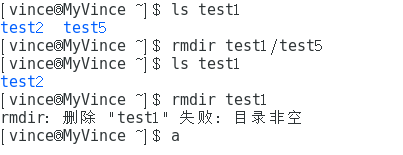 [vince@MyVince ~]$ ls test1
test2  test5
[vince@MyVince ~]$ rmdir test1/test5
[vince@MyVince ~]$ ls test1
test2
[vince@MyVince ~]$ rmdir test1
rmdir: 删除 "test1" 失败: 目录非空
[vince@MyVince ~]$ a